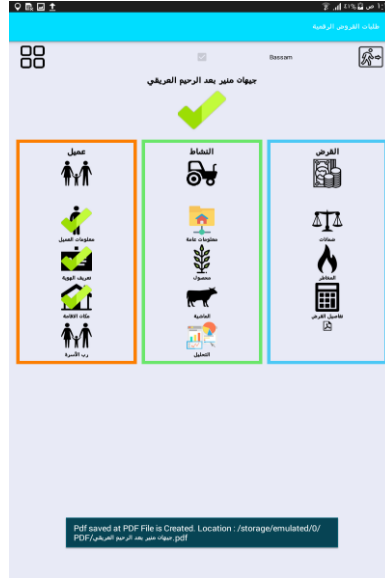 1: ص ٤١%
طلبات القروض الرقمية
Bassam
جيهان منير بعد الرحيم العريقي
عميل
النشاط
القرض
معلومات العميل
معلومات عامة
ضمانات
تعريف الهوية
محصول
المخاطر
مكان الاقامة
الماشية
تفاصيل القرض
رب الأسرة
التحليل
Pdf saved at PDF File is Created. Location : /storage/emulated/0/
PDF/جيهان منير بعد الرحيم العريقي.pdf